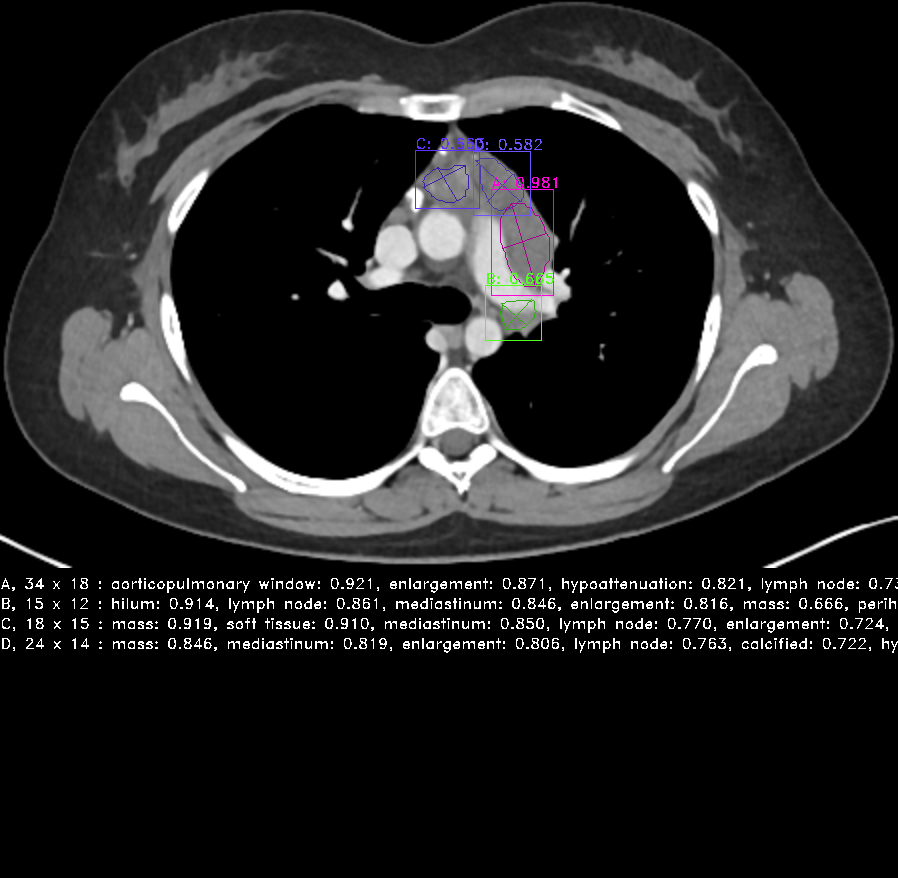 C: 0.5
D: 0.582
0.981
B: 0.665
A, 34 x 18 : aorticopulmonary window: 0.921, enlargement: 0.871, hypoattenuation: 0.821, lymph node: 0.73
B, 15 x 12 : hilum: 0.914, lymph node: 0.861, mediastinum: 0.846, enlargement: 0.816, mass: 0.666, perih
C, 18 x 15 : mass: 0.919, soft tissue: 0.910, mediastinum: 0.850, lymph node: 0.770, enlargement: 0.724,
D, 24 x 14 : mass: 0.846, mediastinum: 0.819, enlargement: 0.806, lymph node: 0.763, calcified: 0.722, hy